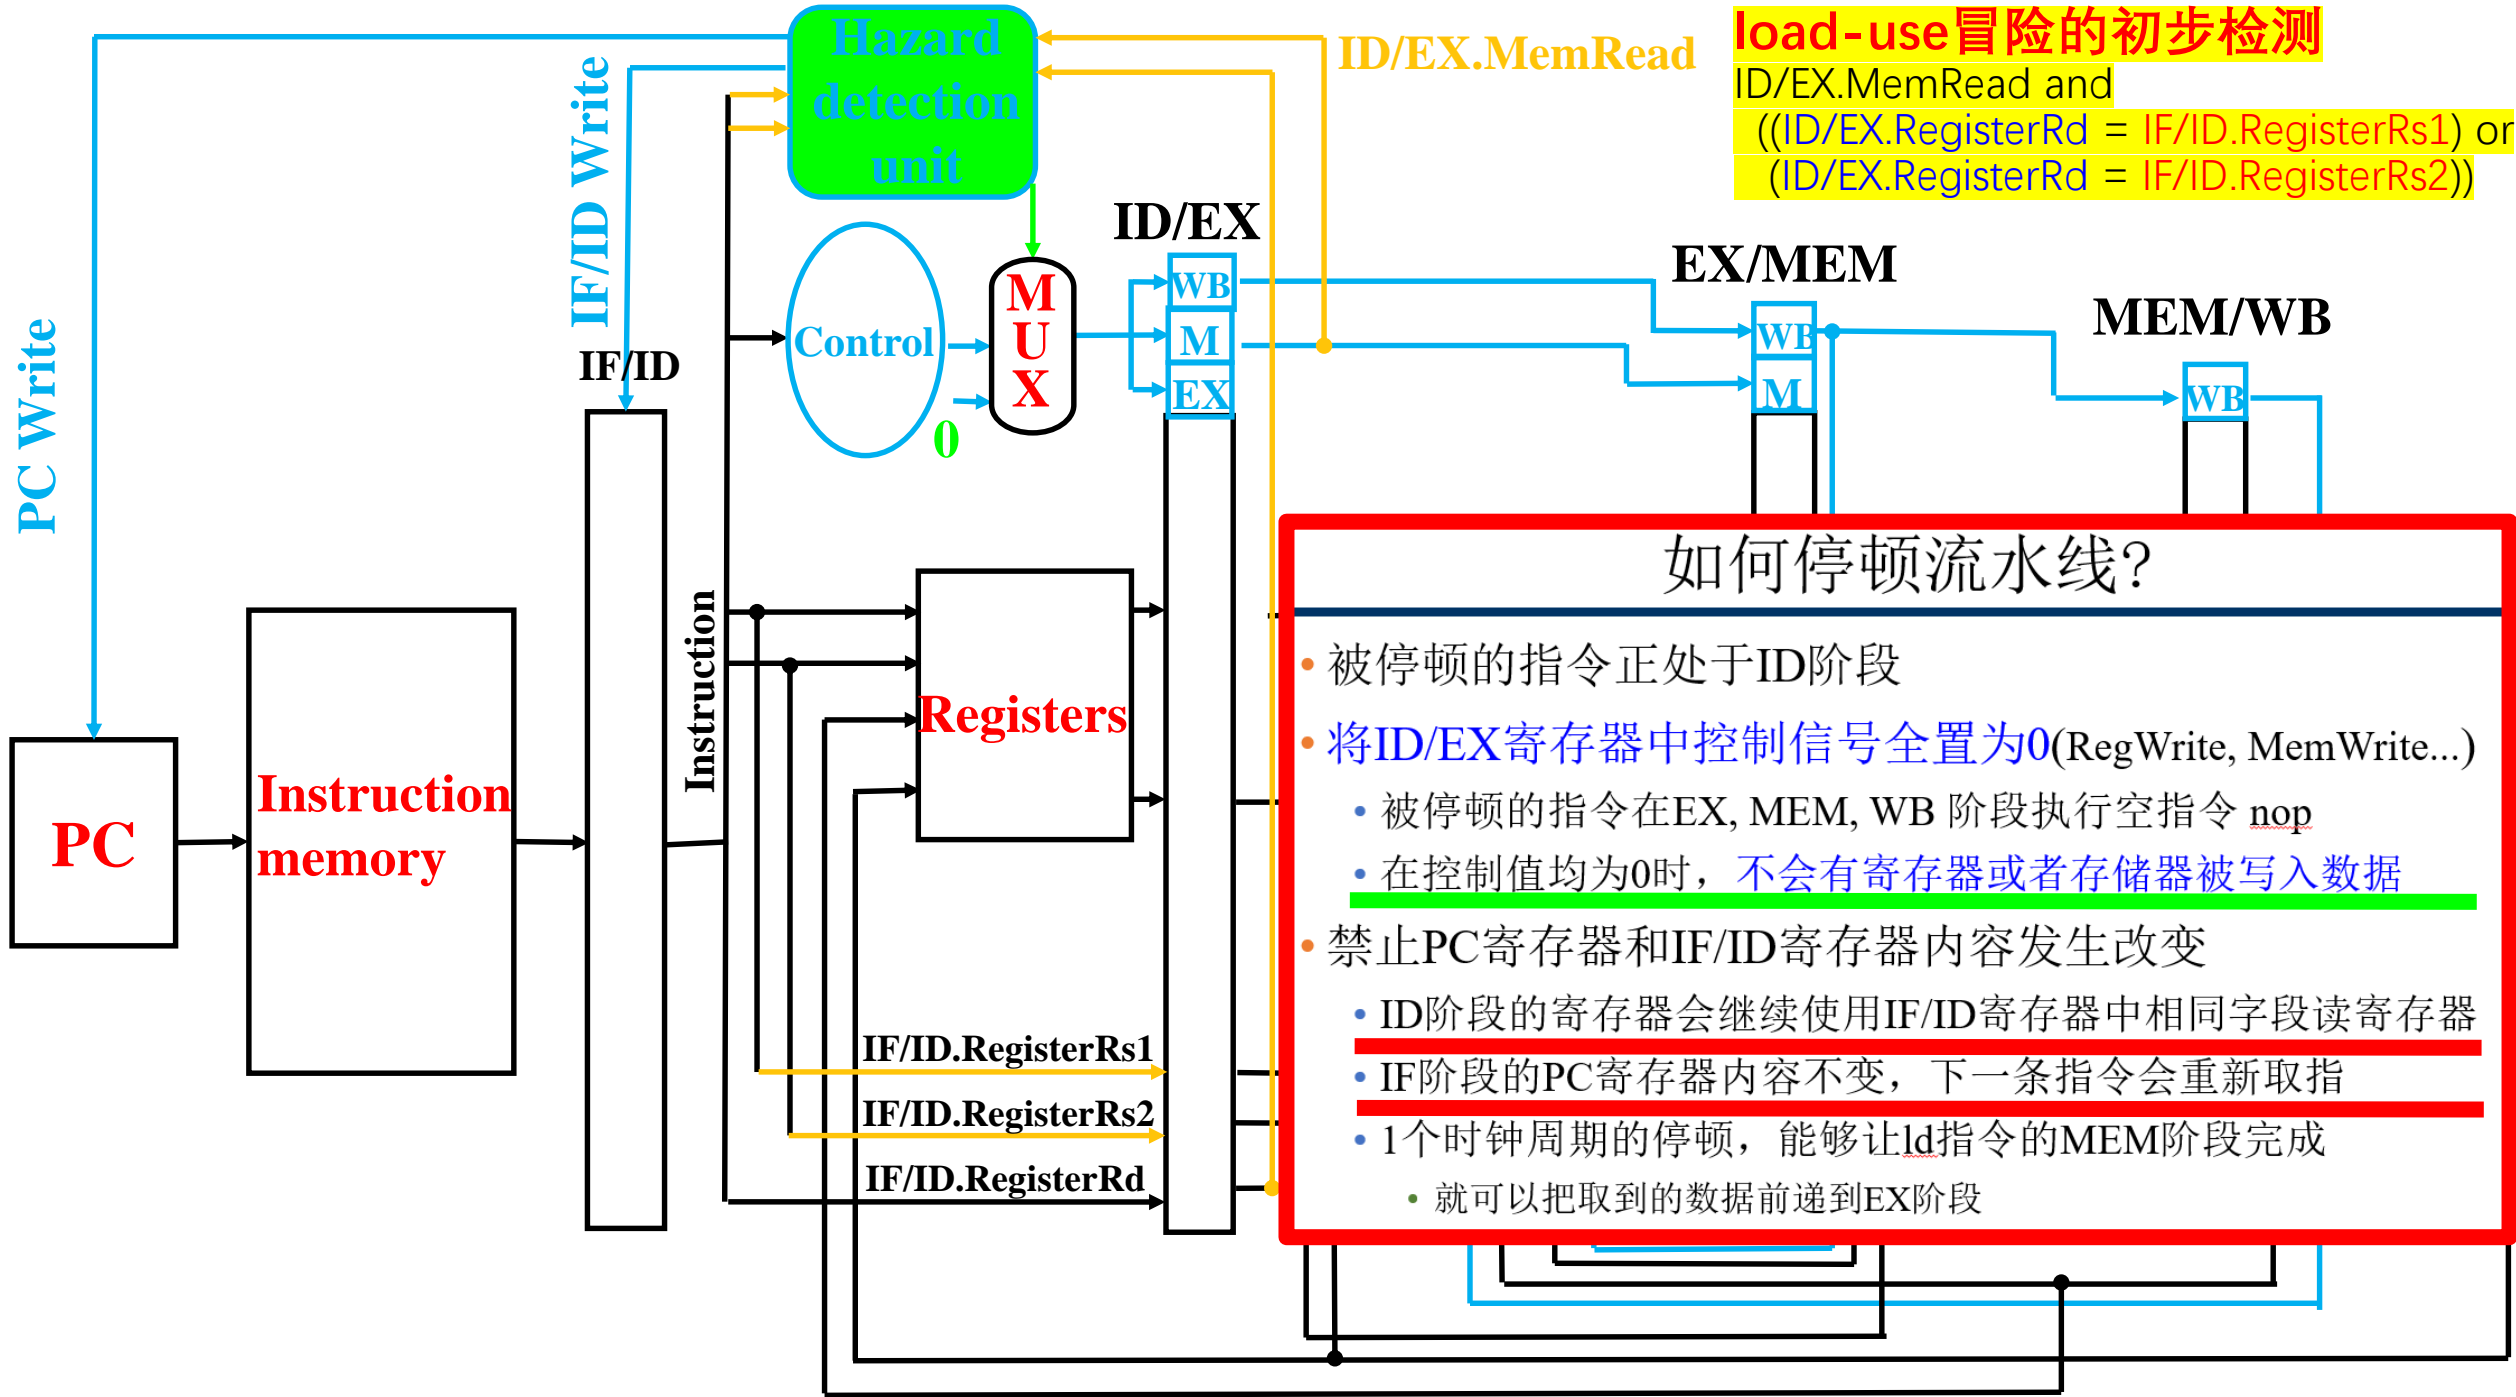 load-use冒险的初步检测
ID/EX.MemRead and
((ID/EX.RegisterRd = IF/ID.RegisterRs1) or
(ID/EX.RegisterRd = IF/ID.RegisterRs2))
Hazard
detection
unit
ID/EX.MemRead
IF/ID Write
PC Write
ID/EX
EX/MEM
MEM/WB
IF/ID
Control
0
M
U
X
WB
M
EX
WB
M
WB
Instruction
Registers
PC
Instruction
memory
IF/ID.RegisterRs1
IF/ID.RegisterRs2
IF/ID.RegisterRd
如何停顿流水线?
• 被停顿的指令正处于ID阶段
• 将ID/EX寄存器中控制信号全置为0(RegWrite, MemWrite...)
• 被停顿的指令在EX, MEM, WB 阶段执行空指令 nop
• 在控制值均为0时，不会有寄存器或者存储器被写入数据
• 禁止PC寄存器和IF/ID寄存器内容发生改变
• ID阶段的寄存器会继续使用IF/ID寄存器中相同字段读寄存器
• IF阶段的PC寄存器内容不变，下一条指令会重新取指
• 1个时钟周期的停顿，能够让ld指令的MEM阶段完成
• 就可以把取到的数据前递到EX阶段